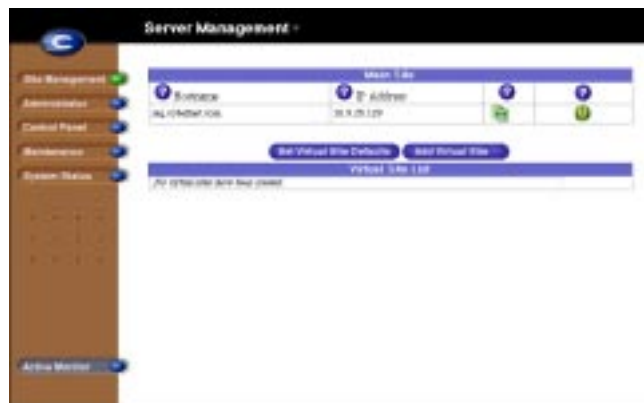 Server Management
Site Management
Administrator
Control Panel
Maintenance
System Status
Active Monitor
Main Site
Hostname
IP Address
Set Virtual Site Defaults
Add Virtual Site
Virtual Site List
No virtual sites have been created.